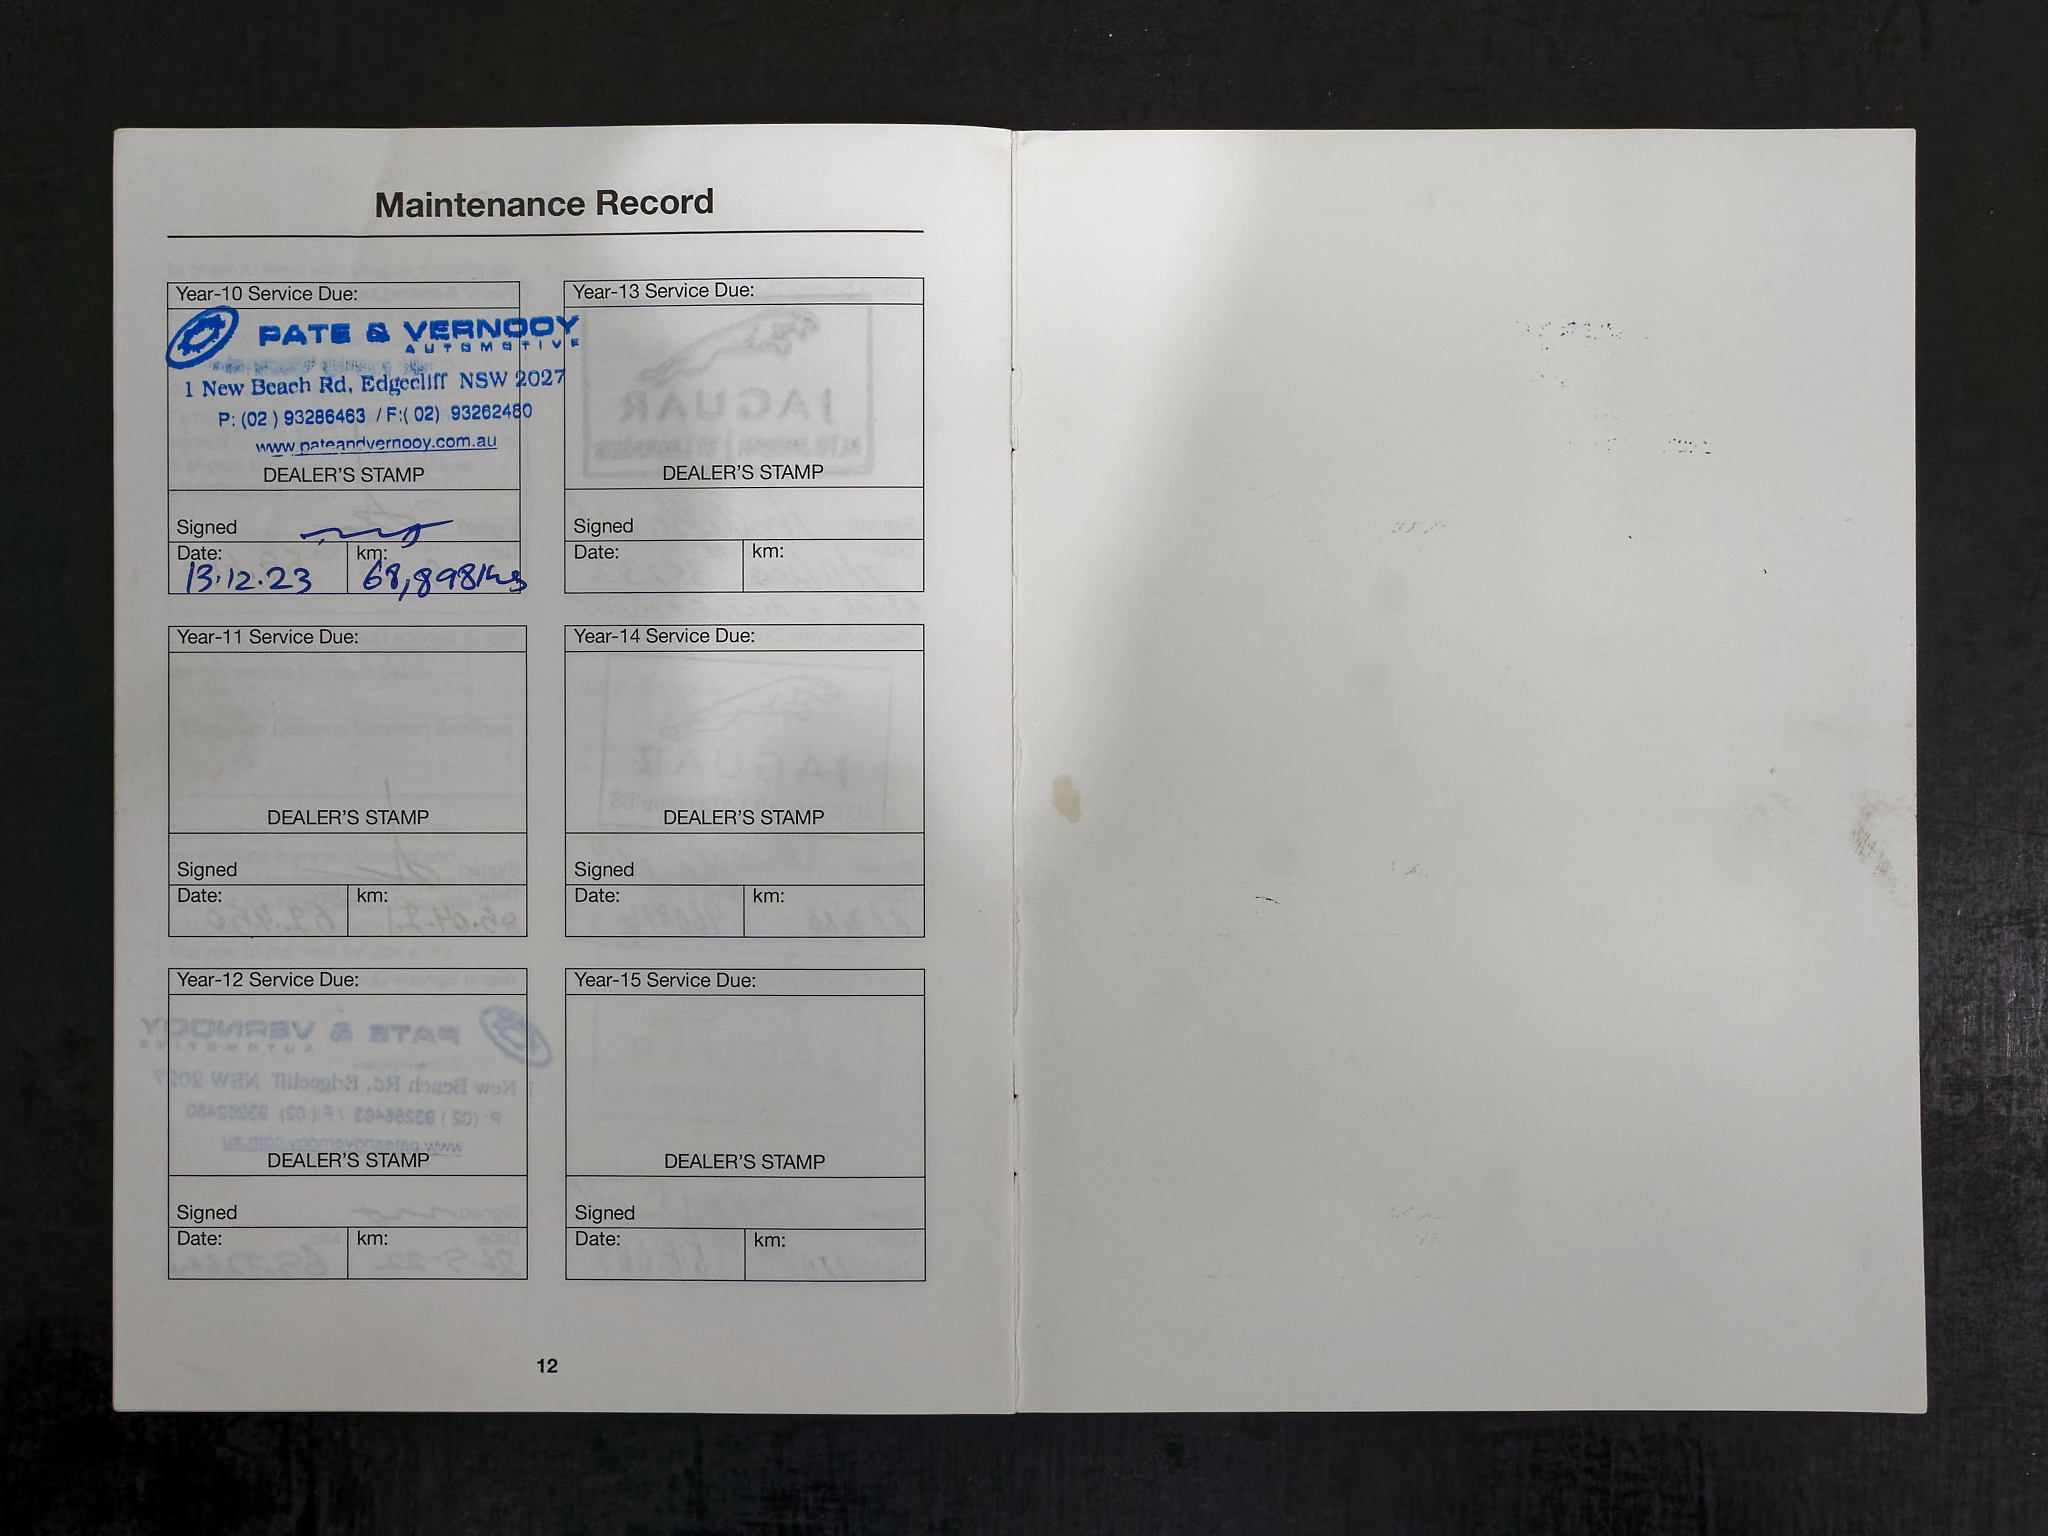 Maintenance Record
Year-10 Service Due:
PATE & VERNOOY
AUTOMOTIVE
1 New Beach Rd, Edgecliff NSW 2027
P: (02 ) 93286463 / F:( 02) 93262480
www.pateandvernooy.com.au
DEALER'S STAMP
Signed
Date: km:
13.12.23 68,898 kms
Year-11 Service Due:
DEALER'S STAMP
Signed
Date: km:
Year-12 Service Due:
DEALER'S STAMP
Signed
Date: km:
Year-13 Service Due:
JAGUAR
DEALER'S STAMP
Signed
Date: km:
Year-14 Service Due:
JAGUAR
DEALER'S STAMP
Signed
Date: km:
Year-15 Service Due:
DEALER'S STAMP
Signed
Date: km:
12